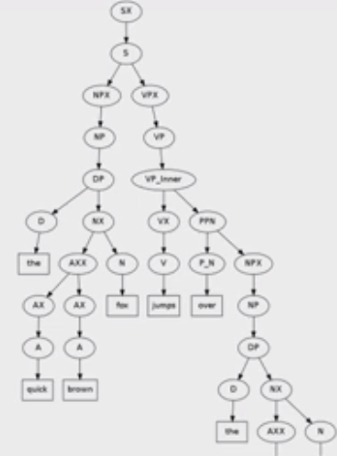 SX
S
NPX VPX
NP VP
DP VP_Inner
D NX VX PPN
the AXX N V P_N NPX
AX AX fox jumps over NP
A A DP
quick brown D NX
the AXX N